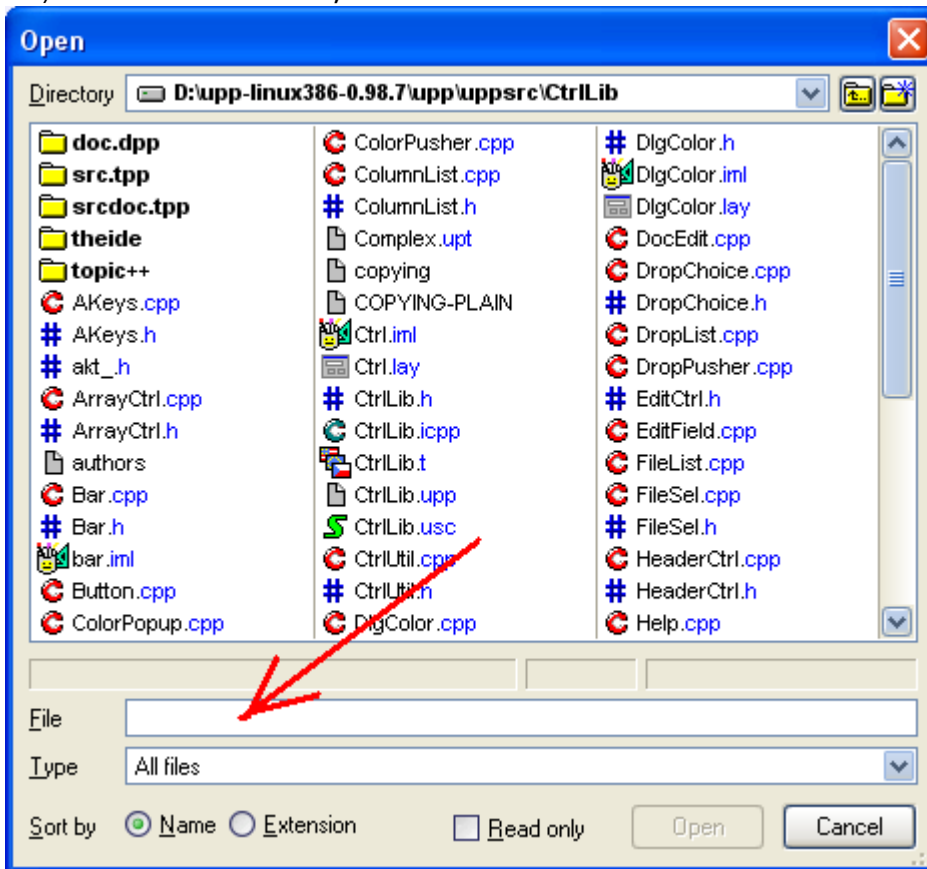 Open
Directory D:\upp-linux386-0.98.7\upp\uppsrc\CtrlLib
doc.dpp
src.tpp
srcdoc.tpp
theide
topic++
AKeys.cpp
AKeys.h
akt_.h
ArrayCtrl.cpp
ArrayCtrl.h
authors
Bar.cpp
Bar.h
bar.iml
Button.cpp
ColorPopup.cpp
ColorPusher.cpp
ColumnList.cpp
ColumnList.h
Complex.upt
copying
COPYING-PLAIN
Ctrl.iml
Ctrl.lay
CtrlLib.h
CtrlLib.icpp
CtrlLib.t
CtrlLib.upp
CtrlLib.usc
CtrlUtil.cpp
CtrlUtil.h
DlgColor.cpp
DlgColor.h
DlgColor.iml
DlgColor.lay
DocEdit.cpp
DropChoice.cpp
DropChoice.h
DropList.cpp
DropPusher.cpp
EditCtrl.h
EditField.cpp
FileList.cpp
FileSel.cpp
FileSel.h
HeaderCtrl.cpp
HeaderCtrl.h
Help.cpp
File
Type All files
Sort by Name Extension Read only Open Cancel